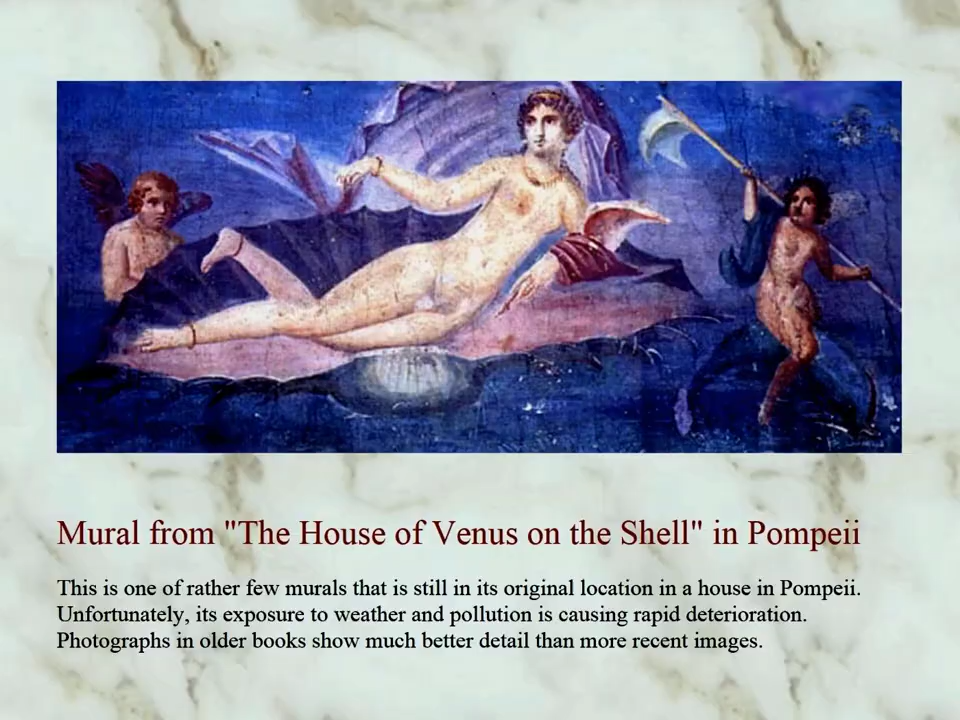 Mural from "The House of Venus on the Shell" in Pompeii
This is one of rather few murals that is still in its original location in a house in Pompeii.
Unfortunately, its exposure to weather and pollution is causing rapid deterioration.
Photographs in older books show much better detail than more recent images.